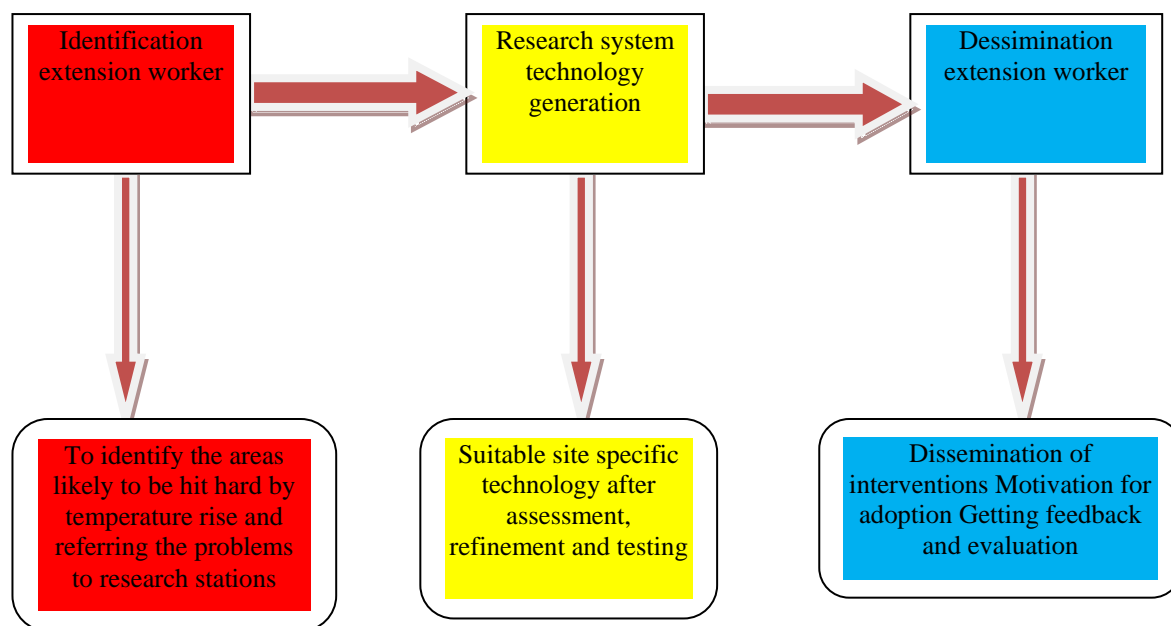 Identification
extension worker
Research system
technology
generation
Dessimination
extension worker
To identify the areas
likely to be hit hard by
temperature rise and
referring the problems
to research stations
Suitable site specific
technology after
assessment,
refinement and testing
Dissemination of
interventions Motivation for
adoption Getting feedback
and evaluation